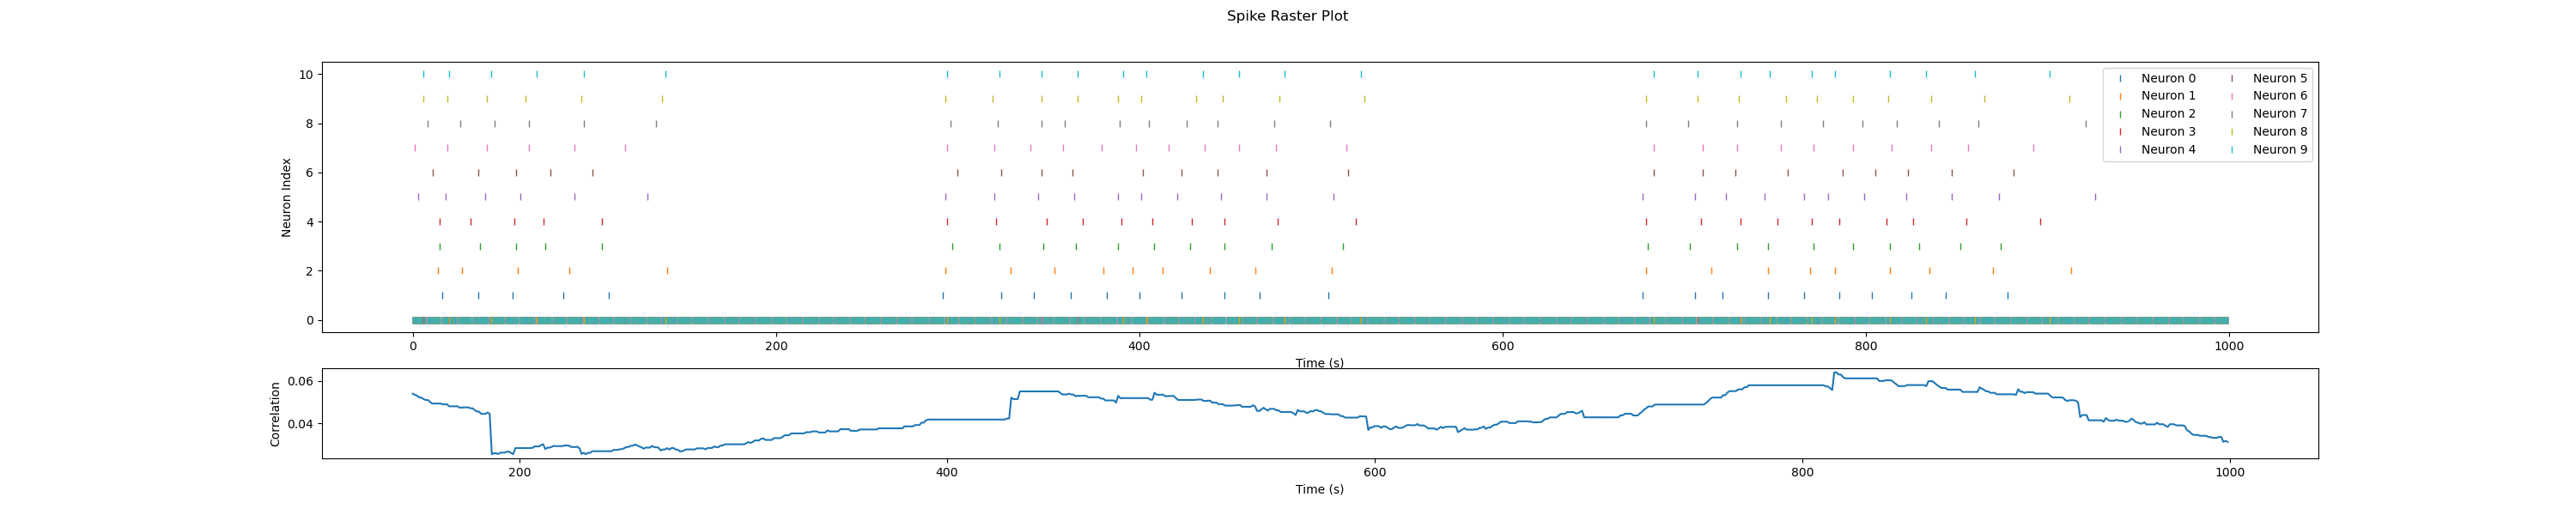 Spike Raster Plot
Neuron Index
10
8
6
4
2
0
Neuron 0
Neuron 1
Neuron 2
Neuron 3
Neuron 4
Neuron 5
Neuron 6
Neuron 7
Neuron 8
Neuron 9
0 200 400 600 800 1000
Time (s)
Correlation
0.06
0.04
200 400 600 800 1000
Time (s)